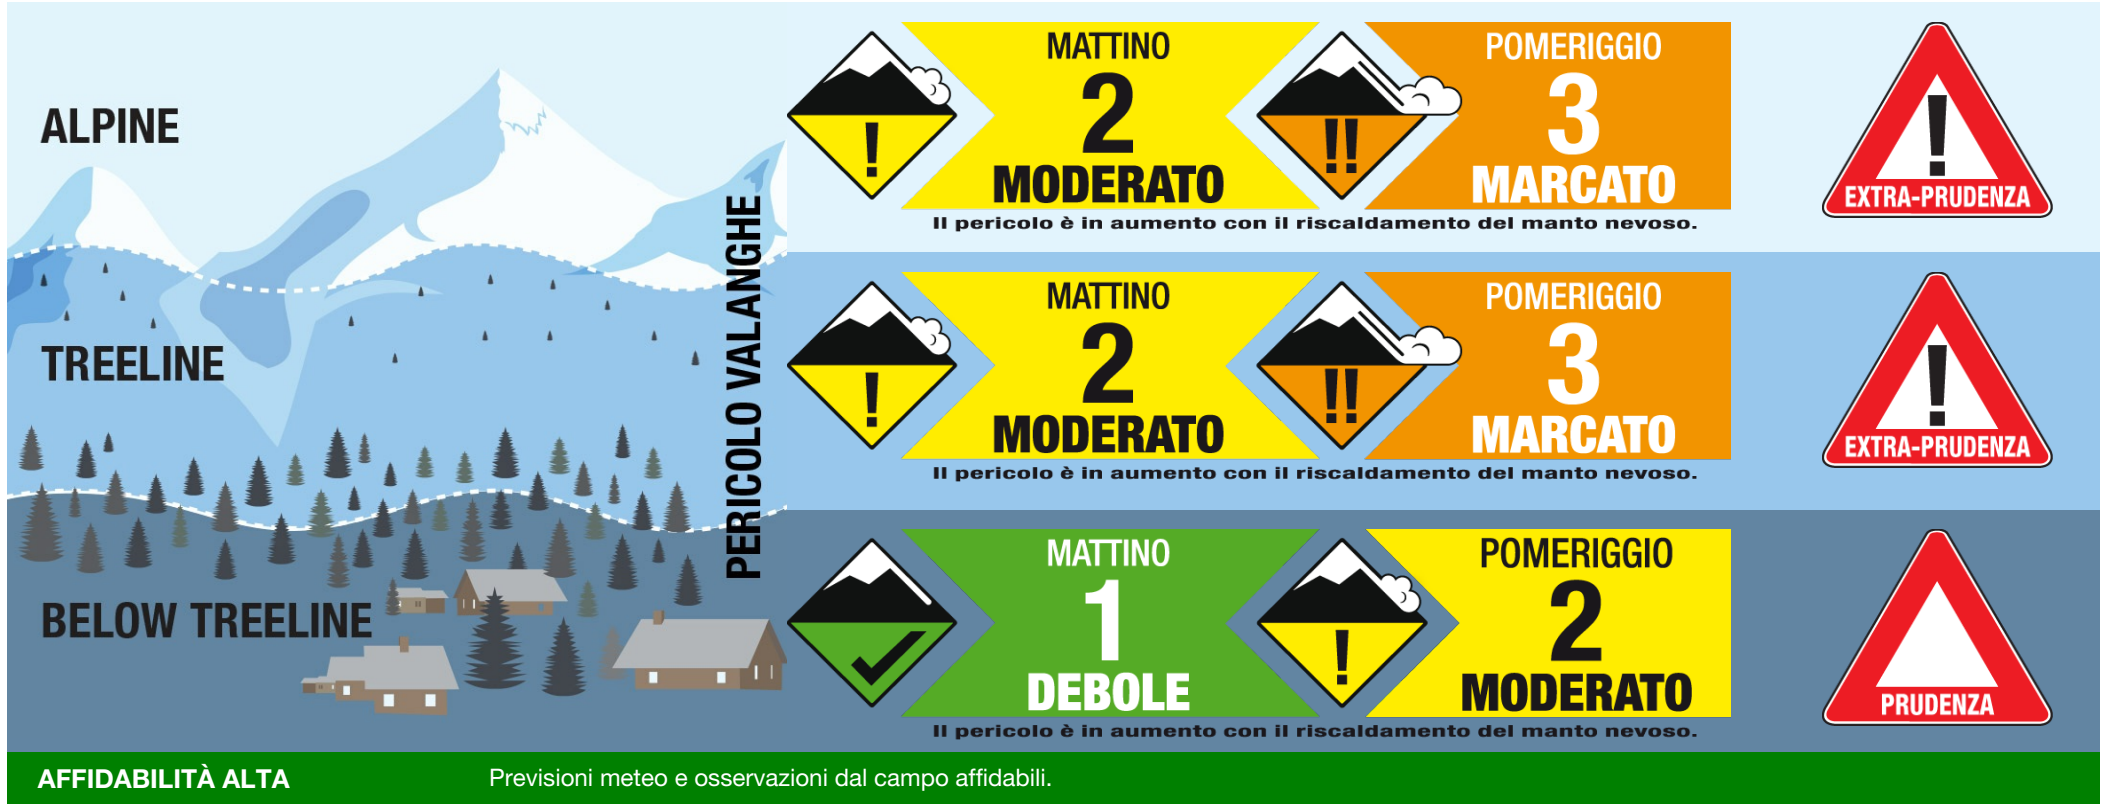 ALPINE
TREELINE
BELOW TREELINE
PERICOLO VALANGHE
!
MATTINO
2
MODERATO
!!
POMERIGGIO
3
MARCATO
Il pericolo è in aumento con il riscaldamento del manto nevoso.
!
EXTRA-PRUDENZA
!
MATTINO
2
MODERATO
!!
POMERIGGIO
3
MARCATO
Il pericolo è in aumento con il riscaldamento del manto nevoso.
!
EXTRA-PRUDENZA
MATTINO
1
DEBOLE
!
POMERIGGIO
2
MODERATO
Il pericolo è in aumento con il riscaldamento del manto nevoso.
PRUDENZA
AFFIDABILITÀ ALTA
Previsioni meteo e osservazioni dal campo affidabili.